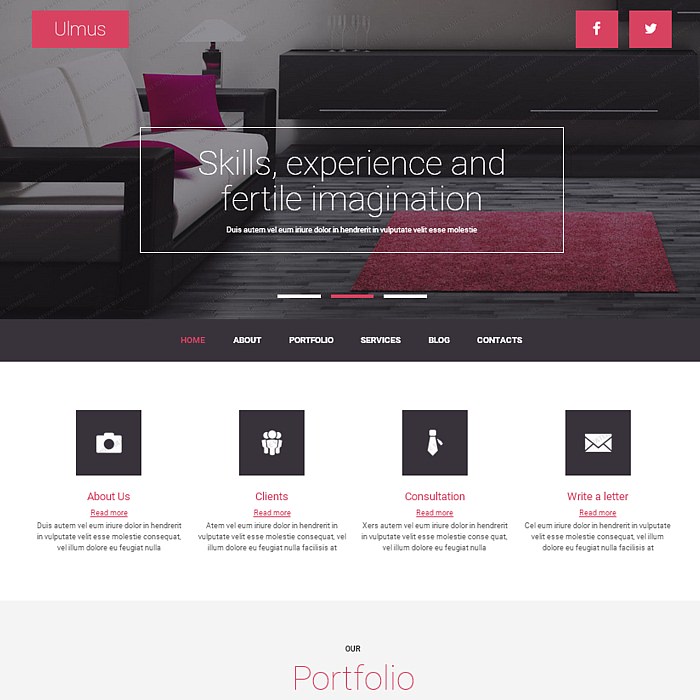 Ulmus
Skills, experience and
fertile imagination
Duis autem vel eum iriure dolor in hendrerit in vulputate velit esse molestie
HOME ABOUT PORTFOLIO SERVICES BLOG CONTACTS
About Us
Read more
Duis autem vel eum iriure dolor in hendrerit
in vulputate velit esse molestie consequat,
vel illum dolore eu feugiat nulla
Clients
Read more
Atem vel eum iriure dolor in hendrerit in
vulputate velit esse molestie consequat, vel
illum dolore eu feugiat nulla facilisis at
Consultation
Read more
Xers autem vel eum iriure dolor in hendrerit
in vulputate velit esse molestie conse quat,
vel illum dolore eu feugiat nulla
Write a letter
Read more
Cel eum iriure dolor in hendrerit in vulputate
velit esse molestie consequat, vel illum
dolore eu feugiat nulla facilisis at
OUR
Portfolio